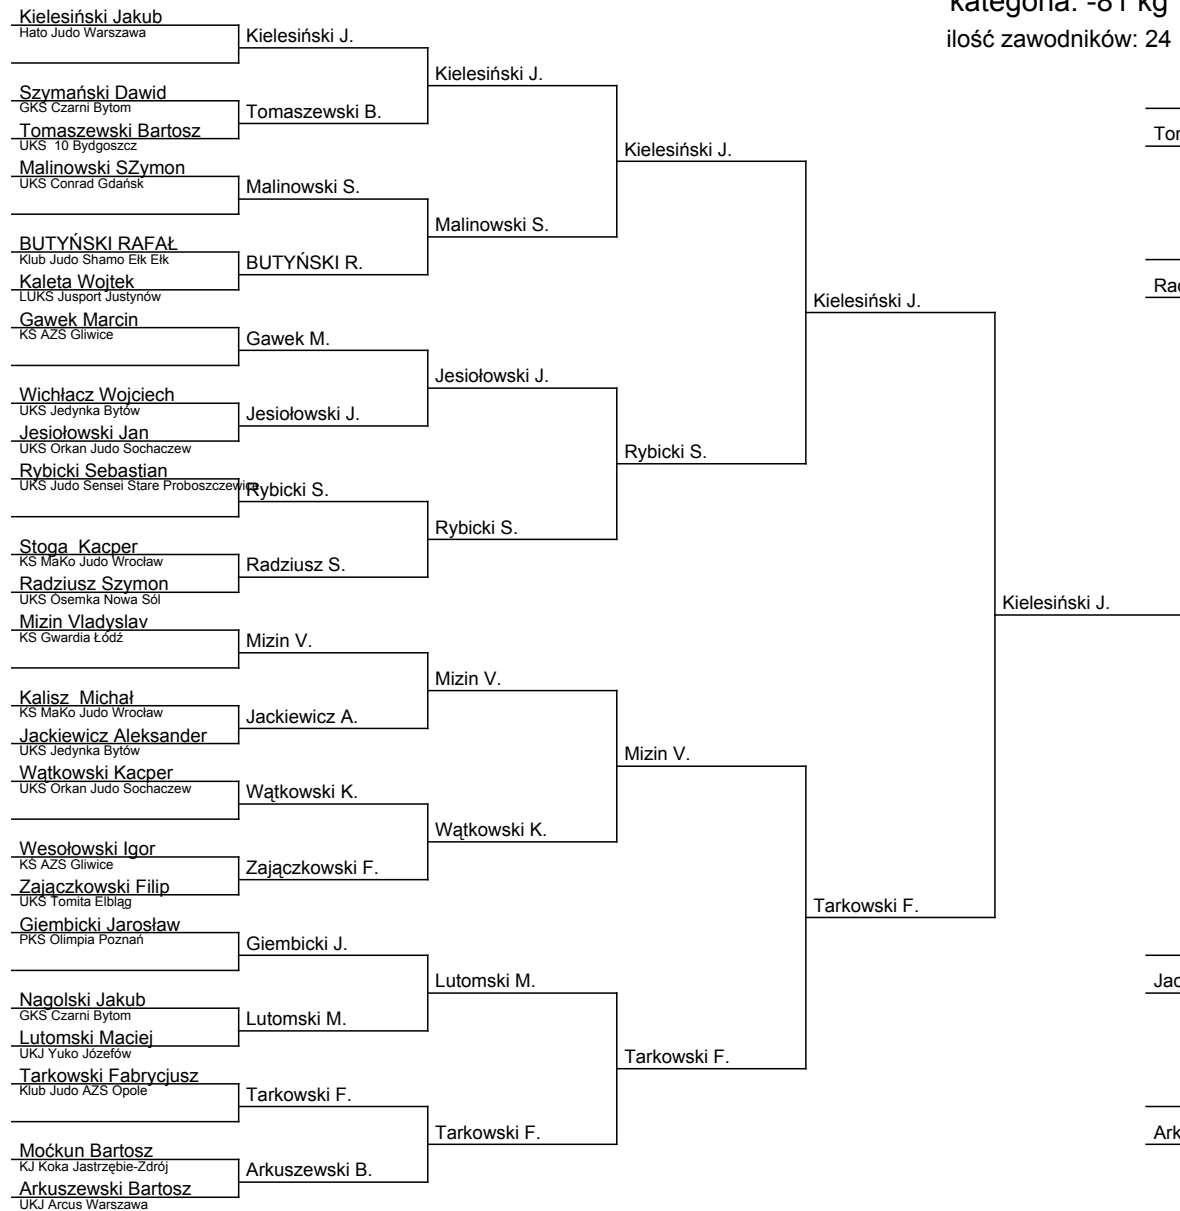 kategoria: -81 kg
ilość zawodników: 24
Kielesiński Jakub
Hato Judo Warszawa
Szymański Dawid
GKS Czarni Bytom
Tomaszewski Bartosz
UKS  10 Bydgoszcz
Malinowski SZymon
UKS Conrad Gdańsk
BUTYŃSKI RAFAŁ
Klub Judo Shamo Ełk Ełk
Kaleta Wojtek
LUKS Jusport Justynów
Gawek Marcin
KS AZS Gliwice
Wichłacz Wojciech
UKS Jedynka Bytów
Jesiołowski Jan
UKS Orkan Judo Sochaczew
Rybicki Sebastian
UKS Judo Sensei Stare Proboszczewice
Stoga  Kacper
KS MaKo Judo Wrocław
Radziusz Szymon
UKS Ósemka Nowa Sól
Mizin Vladyslav
KS Gwardia Łódź
Kalisz  Michał
KS MaKo Judo Wrocław
Jackiewicz Aleksander
UKS Jedynka Bytów
Wątkowski Kacper
UKS Orkan Judo Sochaczew
Wesołowski Igor
KS AZS Gliwice
Zajączkowski Filip
UKS Tomita Elbląg
Giembicki Jarosław
PKS Olimpia Poznań
Nagolski Jakub
GKS Czarni Bytom
Lutomski Maciej
UKJ Yuko Józefów
Tarkowski Fabrycjusz
Klub Judo AZS Opole
Moćkun Bartosz
KJ Koka Jastrzębie-Zdrój
Arkuszewski Bartosz
UKJ Arcus Warszawa
Kielesiński J.
Tomaszewski B.
Malinowski S.
BUTYŃSKI R.
Gawek M.
Jesiołowski J.
Rybicki S.
Radziusz S.
Mizin V.
Jackiewicz A.
Wątkowski K.
Zajączkowski F.
Giembicki J.
Lutomski M.
Tarkowski F.
Arkuszewski B.
Kielesiński J.
Malinowski S.
Jesiołowski J.
Rybicki S.
Mizin V.
Wątkowski K.
Lutomski M.
Tarkowski F.
Kielesiński J.
Rybicki S.
Mizin V.
Tarkowski F.
Kielesiński J.
Tarkowski F.
Kielesiński J.